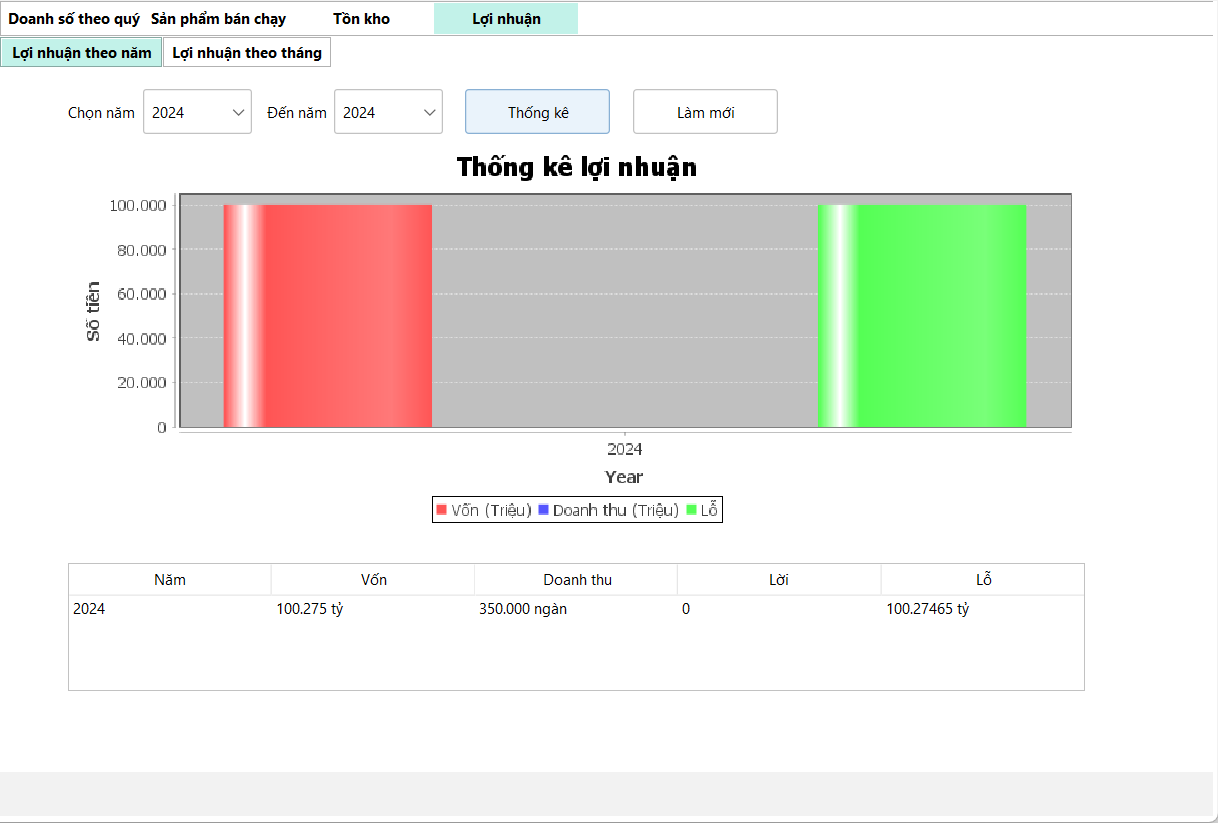 Doanh số theo quý Sản phẩm bán chạy Tồn kho Lợi nhuận
Lợi nhuận theo năm Lợi nhuận theo tháng
Chọn năm 2024 Đến năm 2024 Thống kê Làm mới
Thống kê lợi nhuận
100.000
80.000
60.000
40.000
20.000
0
Số tiền
2024
Year
Vốn (Triệu) Doanh thu (Triệu) Lỗ
Năm Vốn Doanh thu Lời Lỗ
2024 100.275 tỷ 350.000 ngàn 0 100.27465 tỷ